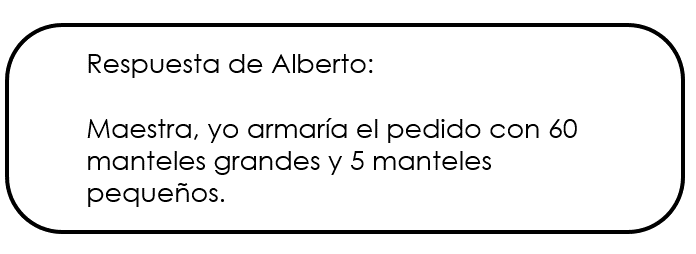 Respuesta de Alberto:
Maestra, yo armaría el pedido con 60
manteles grandes y 5 manteles
pequeños.